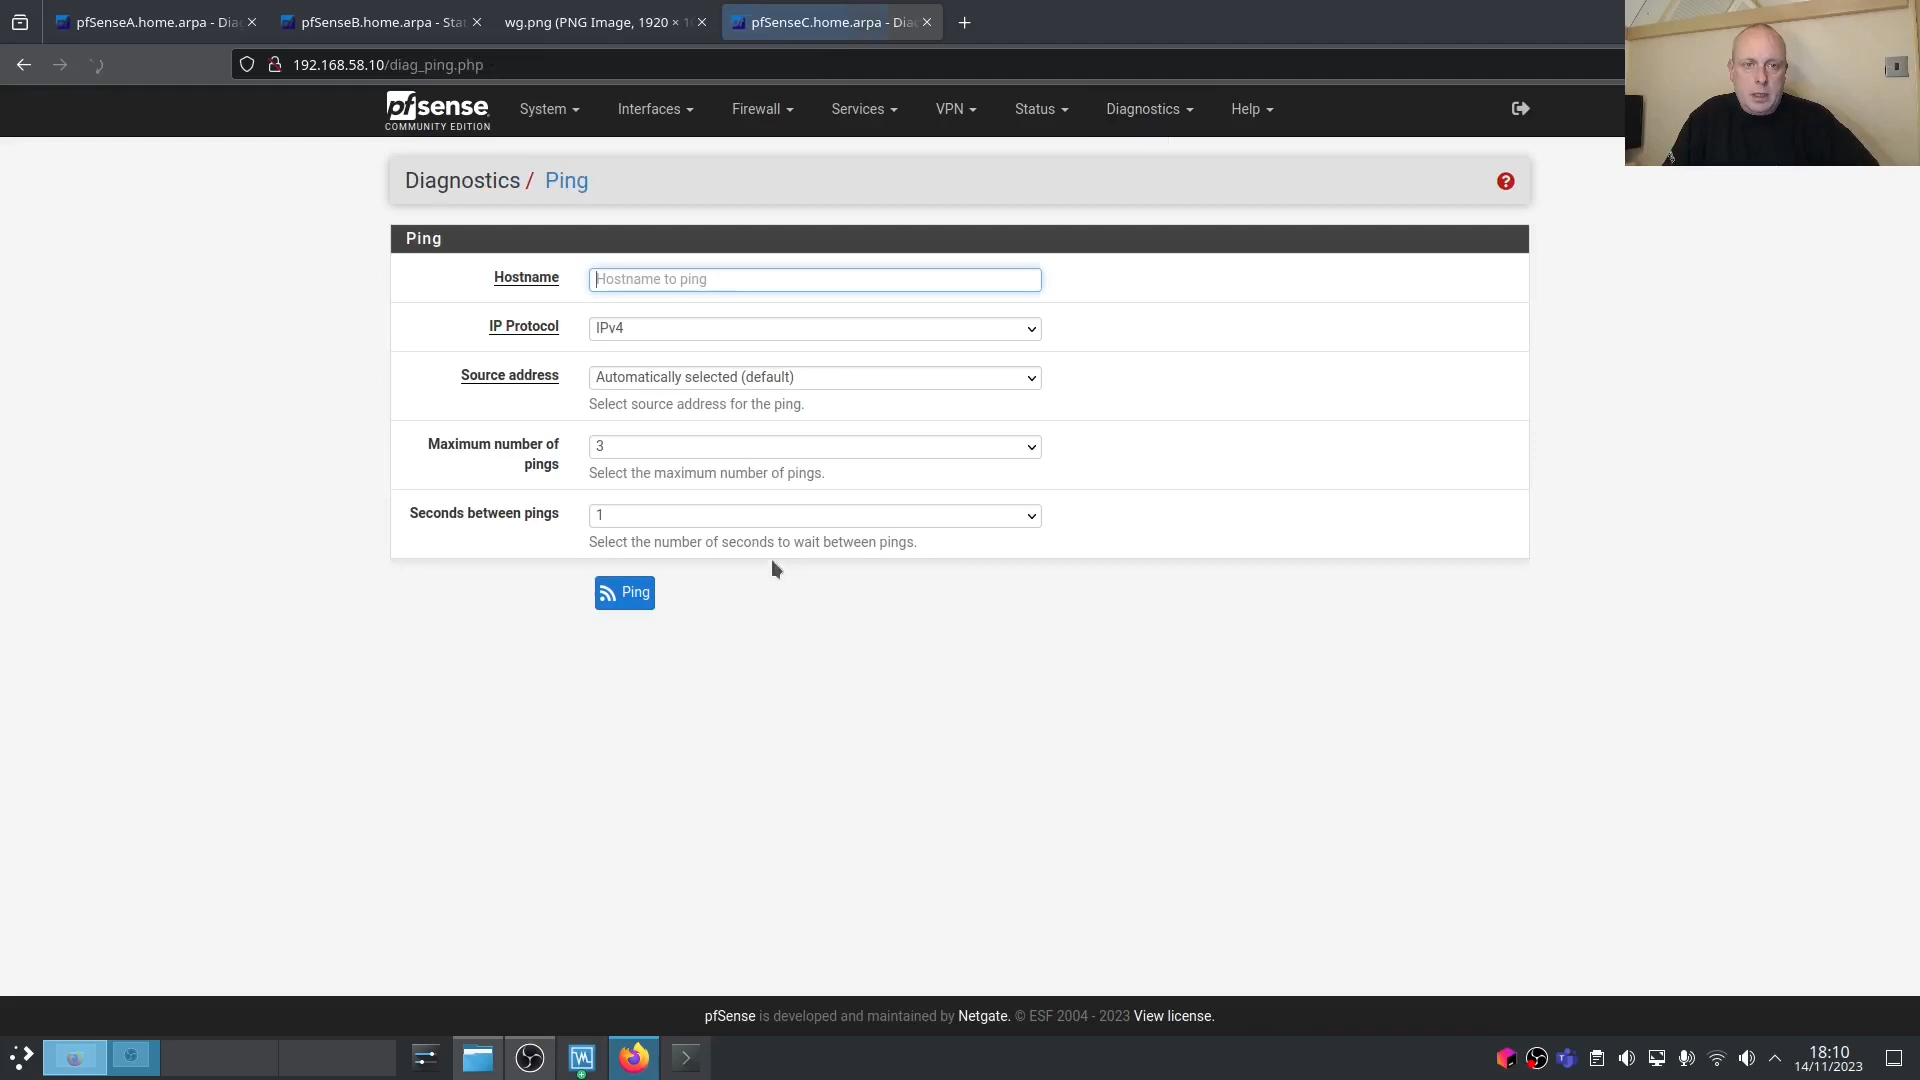 pfSenseA.home.arpa - Dia
pfSenseB.home.arpa - Stat
wg.png (PNG Image, 1920 × 1
pfSenseC.home.arpa - Diag
192.168.58.10/diag_ping.php
pfsense
COMMUNITY EDITION
System
Interfaces
Firewall
Services
VPN
Status
Diagnostics
Help
Diagnostics / Ping
Ping
Hostname
Hostname to ping
IP Protocol
IPv4
Source address
Automatically selected (default)
Select source address for the ping.
Maximum number of
pings
3
Select the maximum number of pings.
Seconds between pings
1
Select the number of seconds to wait between pings.
Ping
pfSense is developed and maintained by Netgate. © ESF 2004 - 2023 View license.
18:10
14/11/2023